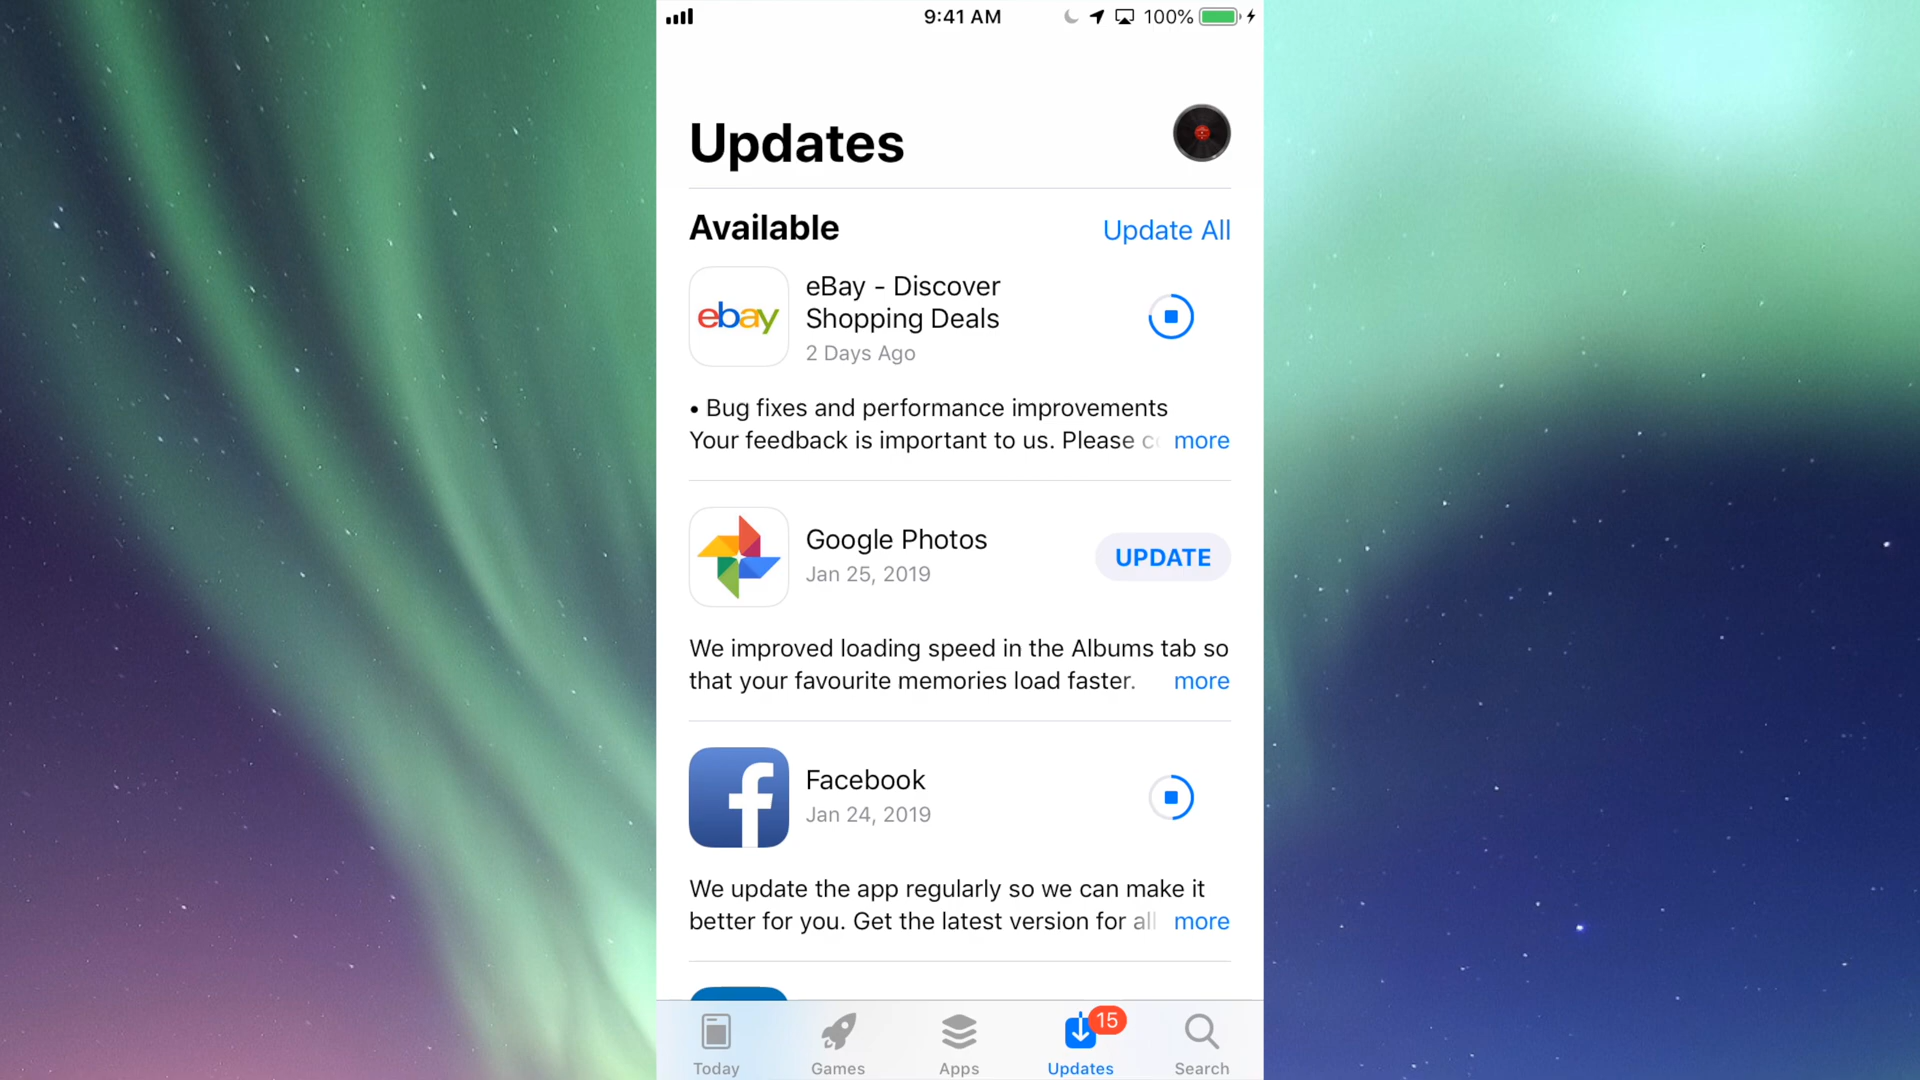 9:41 AM
100%
Updates
Available
Update All
ebay
eBay - Discover
Shopping Deals
2 Days Ago
• Bug fixes and performance improvements
Your feedback is important to us. Please
more
Google Photos
Jan 25, 2019
UPDATE
We improved loading speed in the Albums tab so
that your favourite memories load faster.
more
f
Facebook
Jan 24, 2019
We update the app regularly so we can make it
better for you. Get the latest version for all
more
15
Today
Games
Apps
Updates
Search